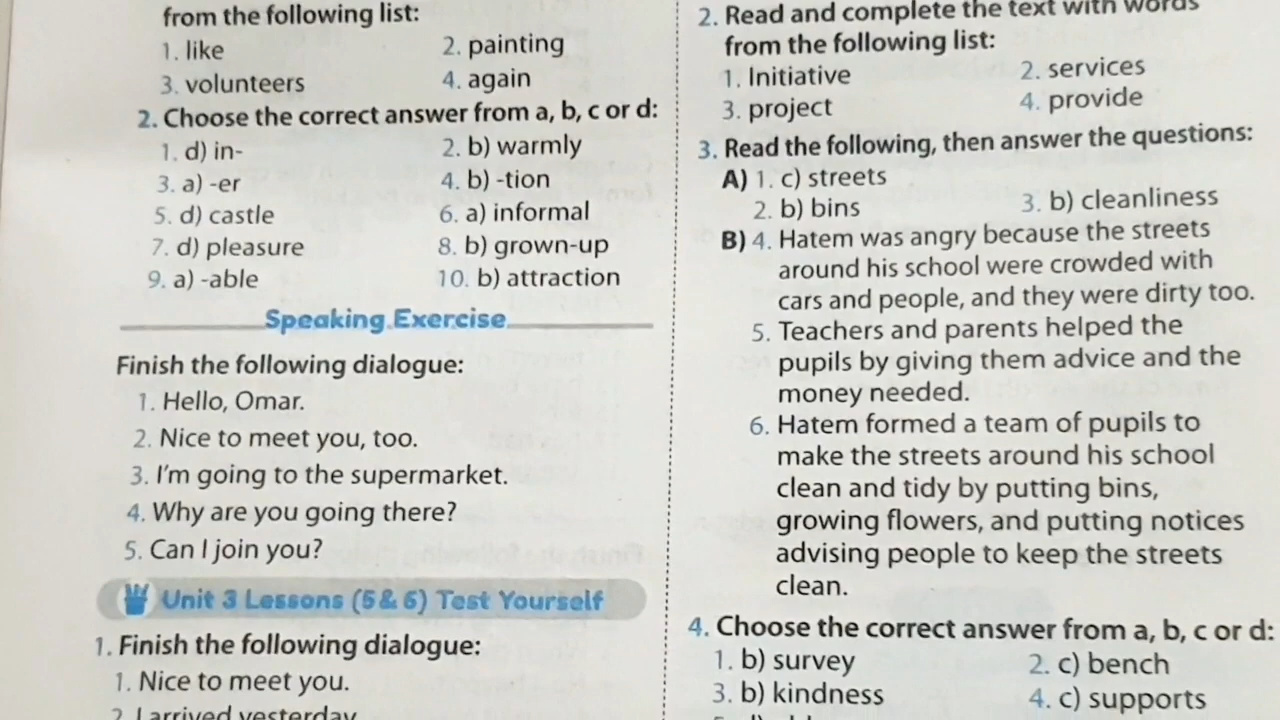 from the following list:
1. like 2. painting
3. volunteers 4. again
2. Choose the correct answer from a, b, c or d:
1. d) in- 2. b) warmly
3. a) -er 4. b) -tion
5. d) castle 6. a) informal
7. d) pleasure 8. b) grown-up
9. a) -able 10. b) attraction
Speaking Exercise
Finish the following dialogue:
1. Hello, Omar.
2. Nice to meet you, too.
3. I'm going to the supermarket.
4. Why are you going there?
5. Can I join you?
Unit 3 Lessons (5 & 6) Test Yourself
1. Finish the following dialogue:
1. Nice to meet you.
2. I arrived yesterday.
2. Read and complete the text with words
from the following list:
1. Initiative 2. services
3. project 4. provide
3. Read the following, then answer the questions:
A) 1. c) streets
2. b) bins 3. b) cleanliness
B) 4. Hatem was angry because the streets
around his school were crowded with
cars and people, and they were dirty too.
5. Teachers and parents helped the
pupils by giving them advice and the
money needed.
6. Hatem formed a team of pupils to
make the streets around his school
clean and tidy by putting bins,
growing flowers, and putting notices
advising people to keep the streets
clean.
4. Choose the correct answer from a, b, c or d:
1. b) survey 2. c) bench
3. b) kindness 4. c) supports